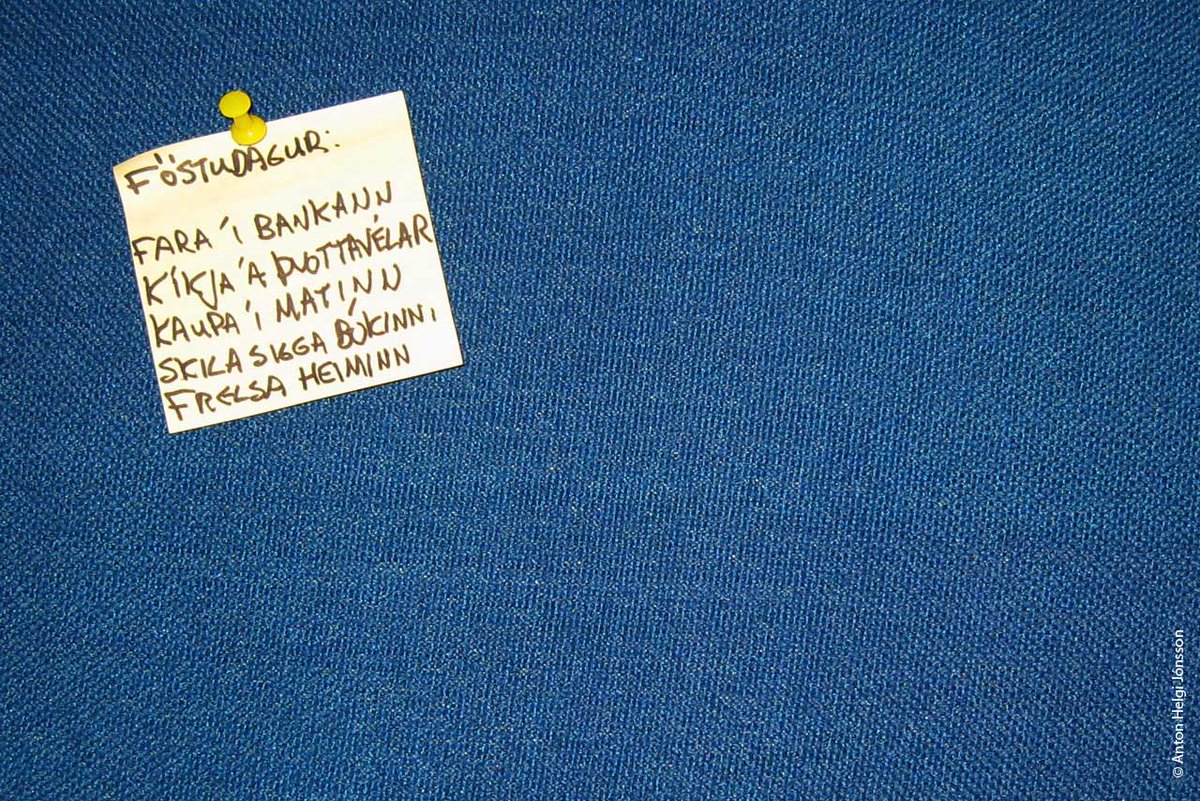 FÖSTUDAGUR:
FARA Í BANKANN
KÍKJA Á ÞVOTTAVÉLAR
KAUPA Í MATINN
SKILA SIGGA BÓKINNI
FRELSA HEIMINN
© Anton Helgi Jónsson